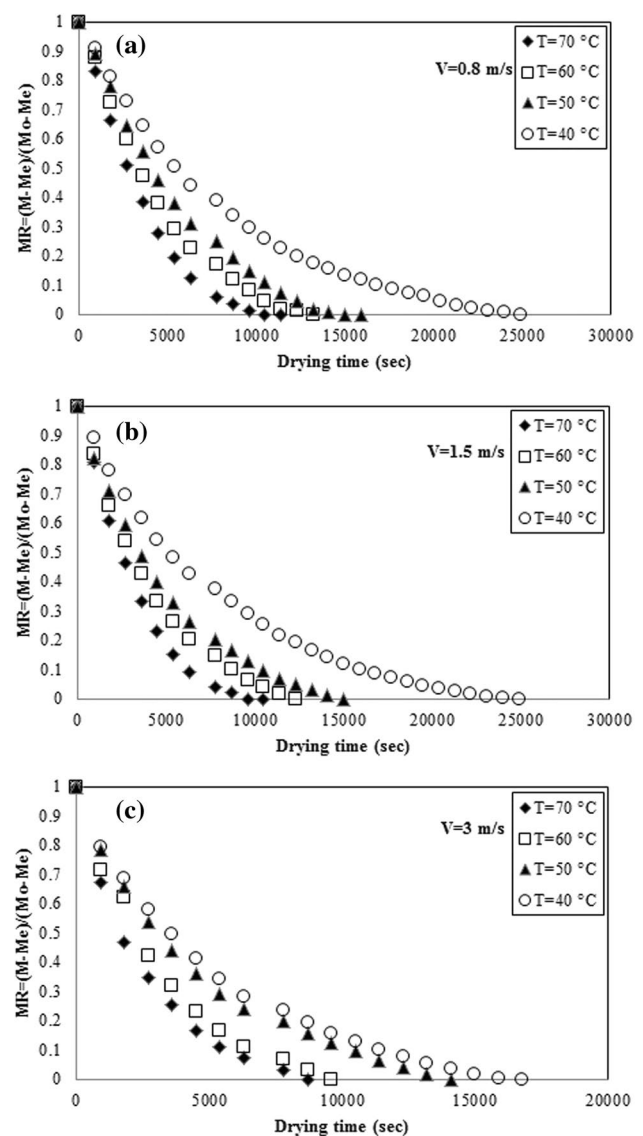 (a)
V=0.8 m/s
T=70 °C
T=60 °C
T=50 °C
T=40 °C
MR=(M-Me)/(Mo-Me)
1
0.9
0.8
0.7
0.6
0.5
0.4
0.3
0.2
0.1
0
0 5000 10000 15000 20000 25000 30000
Drying time (sec)
(b)
V=1.5 m/s
T=70 °C
T=60 °C
T=50 °C
T=40 °C
MR=(M-Me)/(Mo-Me)
1
0.9
0.8
0.7
0.6
0.5
0.4
0.3
0.2
0.1
0
0 5000 10000 15000 20000 25000 30000
Drying time (sec)
(c)
V=3 m/s
T=70 °C
T=60 °C
T=50 °C
T=40 °C
MR=(M-Me)/(Mo-Me)
1
0.9
0.8
0.7
0.6
0.5
0.4
0.3
0.2
0.1
0
0 5000 10000 15000 20000
Drying time (sec)